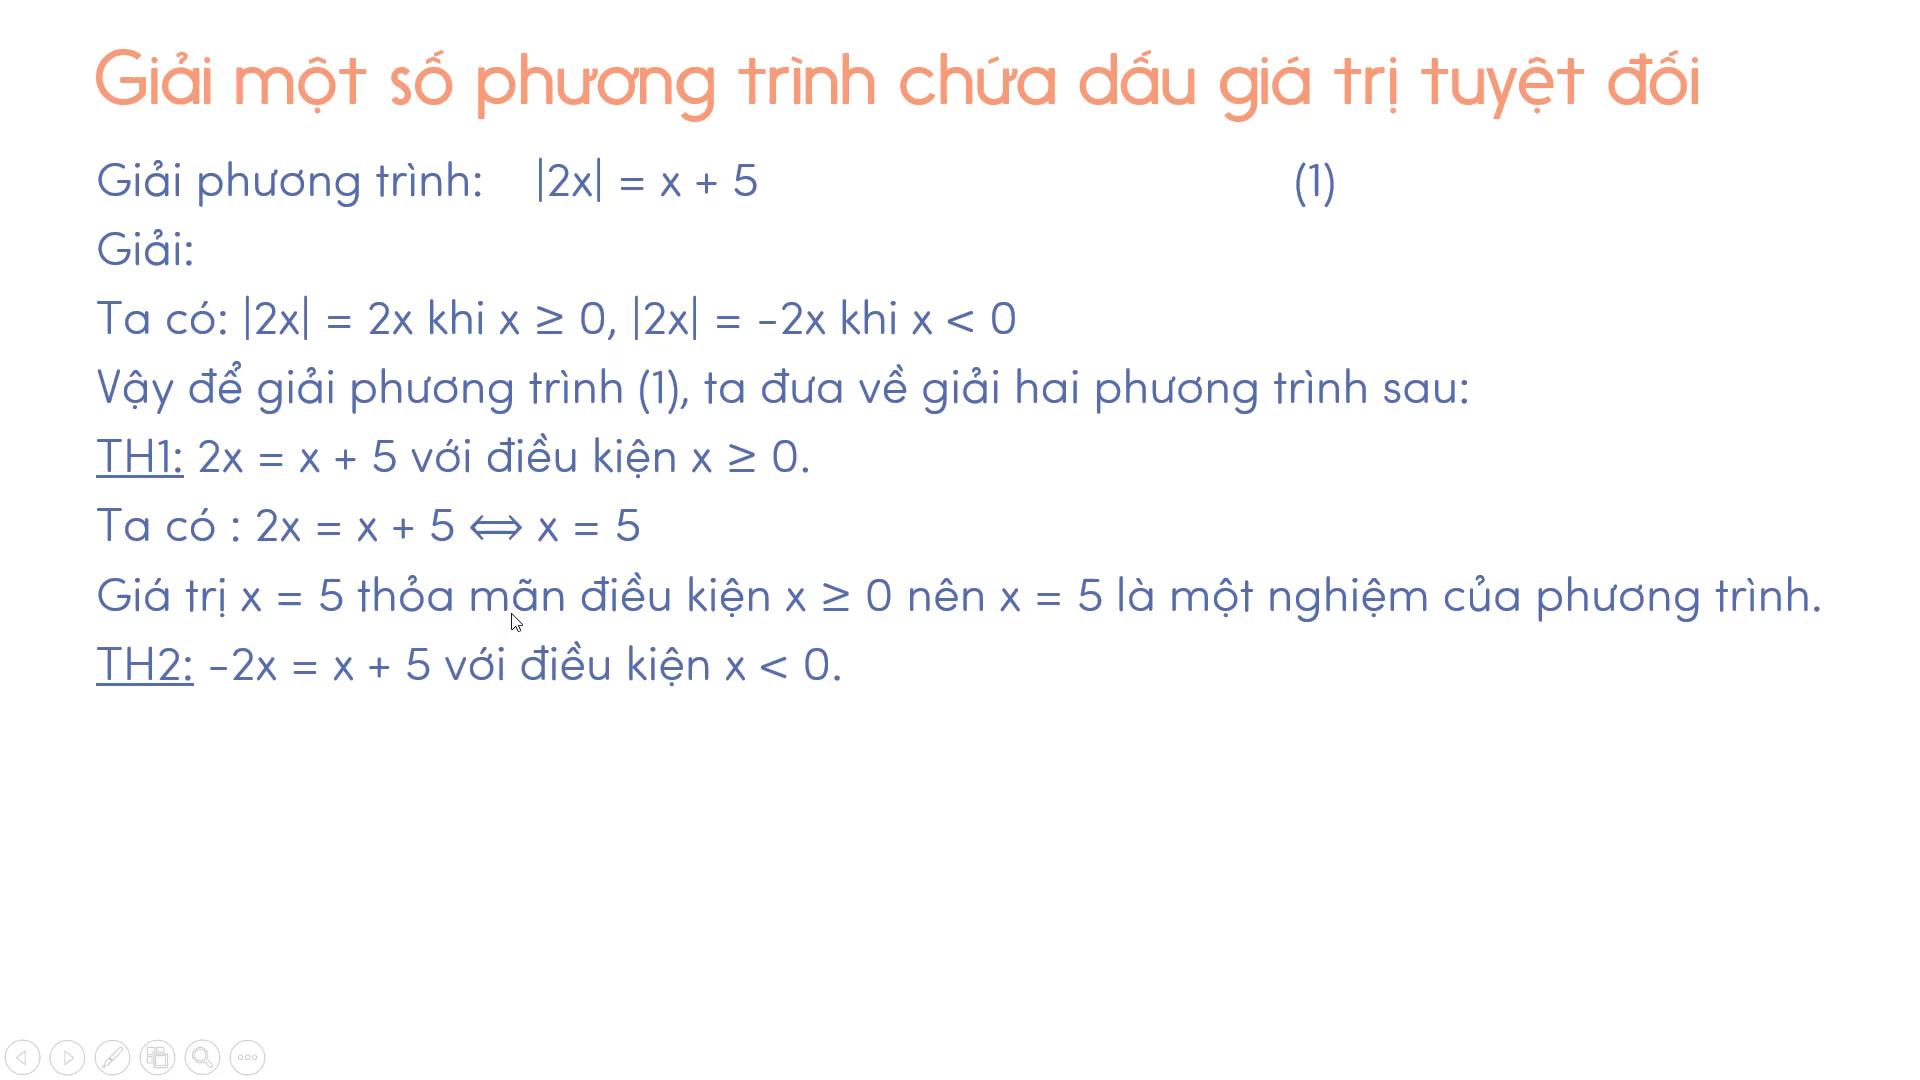 Giải một số phương trình chứa dấu giá trị tuyệt đối
Giải phương trình: |2x| = x + 5 (1)
Giải:
Ta có: |2x| = 2x khi x ≥ 0, |2x| = -2x khi x < 0
Vậy để giải phương trình (1), ta đưa về giải hai phương trình sau:
TH1: 2x = x + 5 với điều kiện x ≥ 0.
Ta có : 2x = x + 5 ⟺ x = 5
Giá trị x = 5 thỏa mãn điều kiện x ≥ 0 nên x = 5 là một nghiệm của phương trình.
TH2: -2x = x + 5 với điều kiện x < 0.